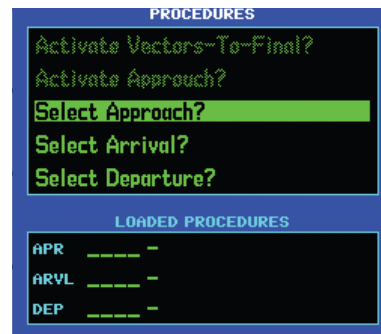 PROCEDURES
Activate Vectors-To-Final?
Activate Approach?
Select Approach?
Select Arrival?
Select Departure?
LOADED PROCEDURES
APR ____-
ARVL ____-
DEP ____-